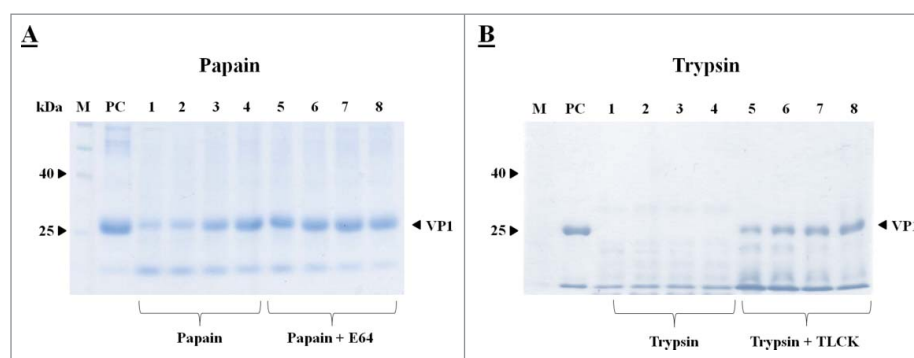 A
Papain
kDa M PC 1 2 3 4 5 6 7 8
40 ►
25 ►
◄ VP1
Papain
Papain + E64
B
Trypsin
M PC 1 2 3 4 5 6 7 8
40 ►
25 ►
◄ VP1
Trypsin
Trypsin + TLCK